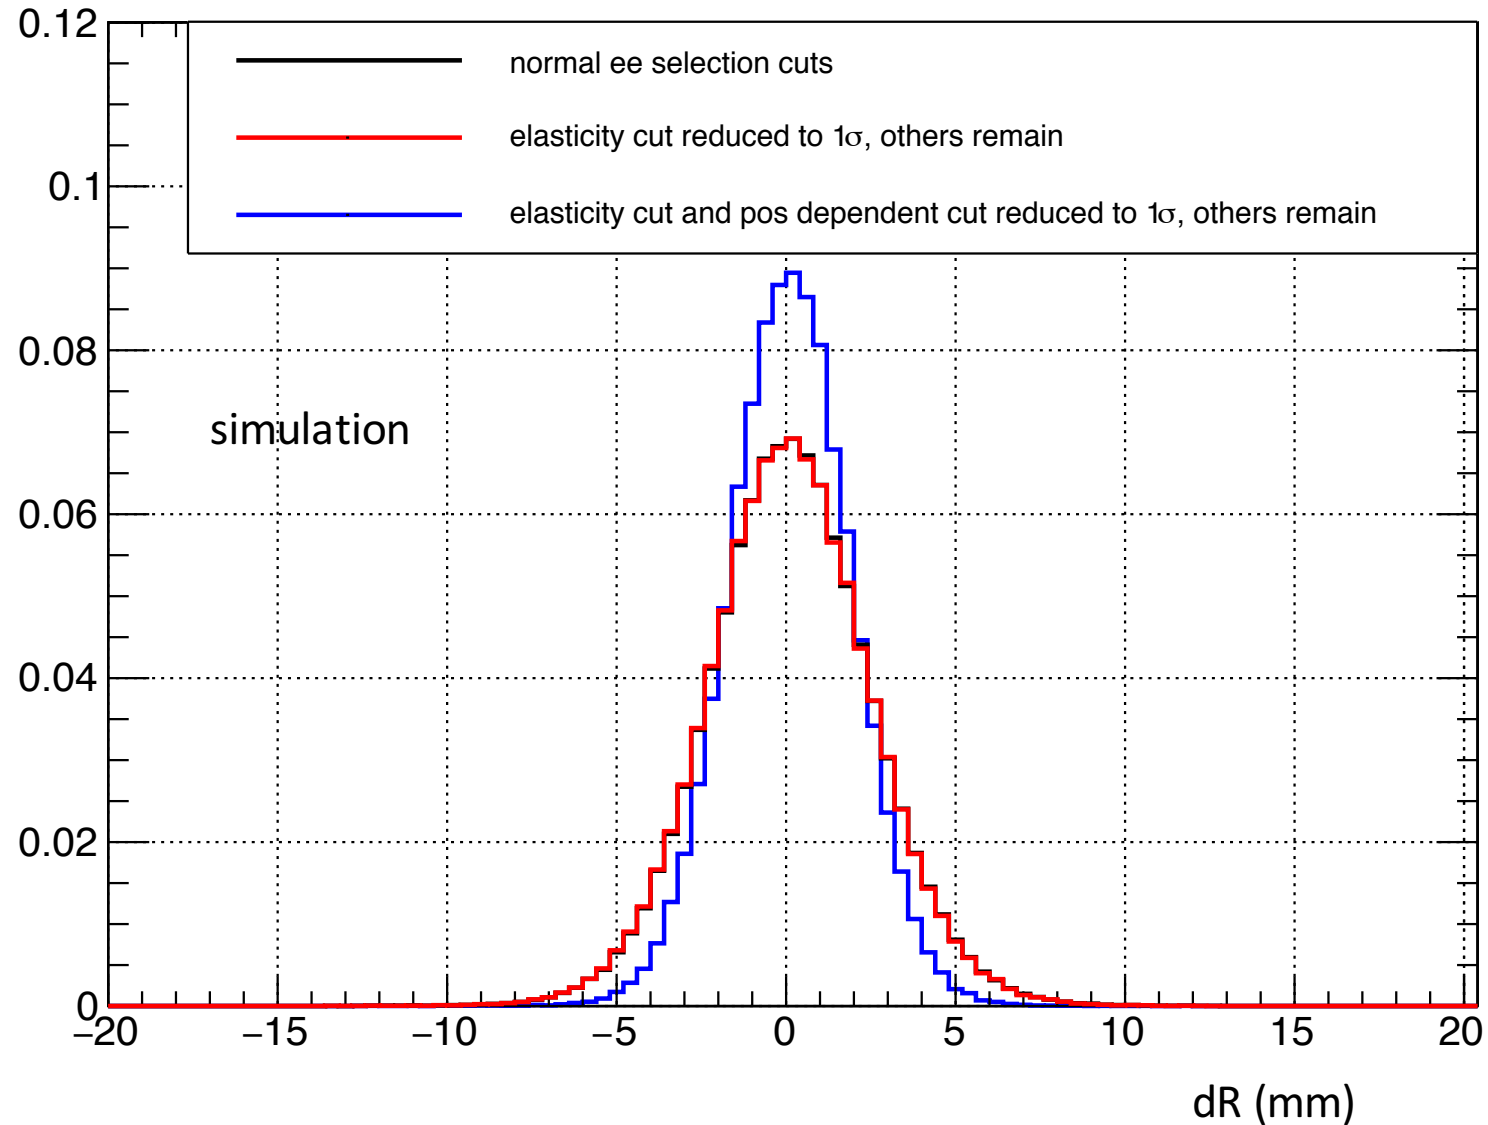 0.12
normal ee selection cuts
elasticity cut reduced to 1σ, others remain
0.1
elasticity cut and pos dependent cut reduced to 1σ, others remain
0.08
simulation
0.06
0.04
0.02
0
−20 −15 −10 −5 0 5 10 15 20
dR (mm)